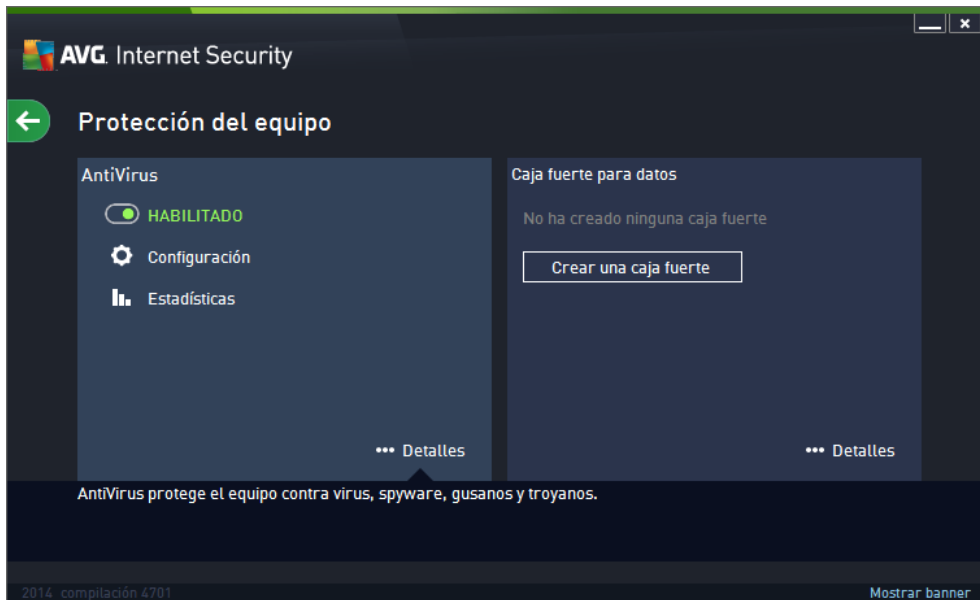 AVG. Internet Security
Protección del equipo
AntiVirus
HABILITADO
Configuración
Estadísticas
Detalles
Caja fuerte para datos
No ha creado ninguna caja fuerte
Crear una caja fuerte
Detalles
AntiVirus protege el equipo contra virus, spyware, gusanos y troyanos.
2014 compilación 4701
Mostrar banner